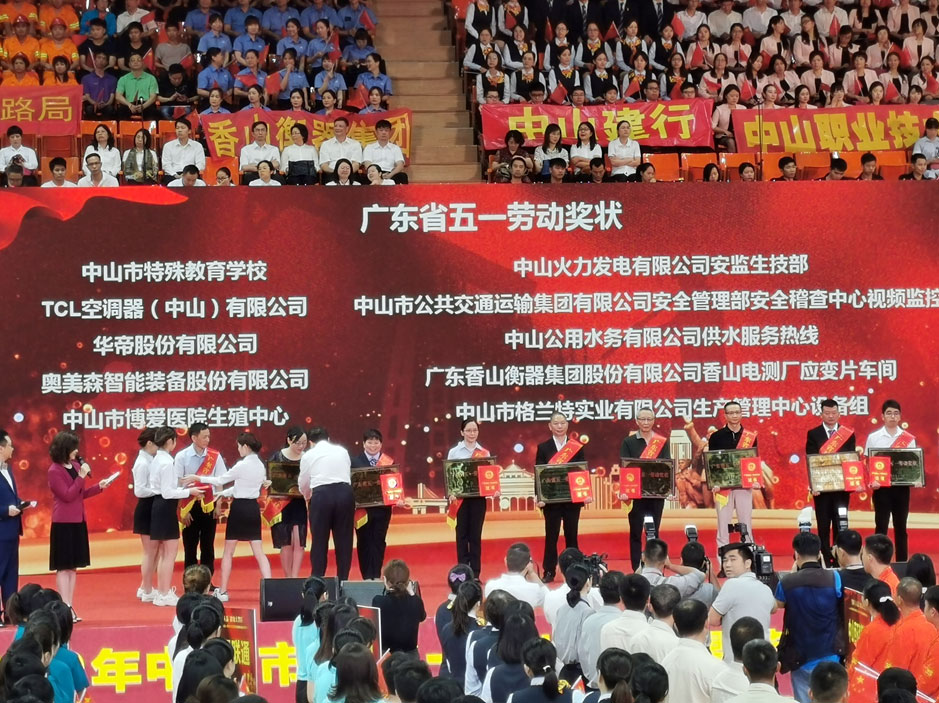 路局
香山衡器集团
中山建行
中山职业技
广东省五一劳动奖状
中山市特殊教育学校
TCL空调器（中山）有限公司
华帝股份有限公司
奥美森智能装备股份有限公司
中山市博爱医院生殖中心
中山火力发电有限公司安监生技部
中山市公共交通运输集团有限公司安全管理部安全稽查中心视频监控
中山公用水务有限公司供水服务热线
广东香山衡器集团股份有限公司香山电测厂应变片车间
中山市格兰特实业有限公司生产管理中心设备组
年中
市
联通